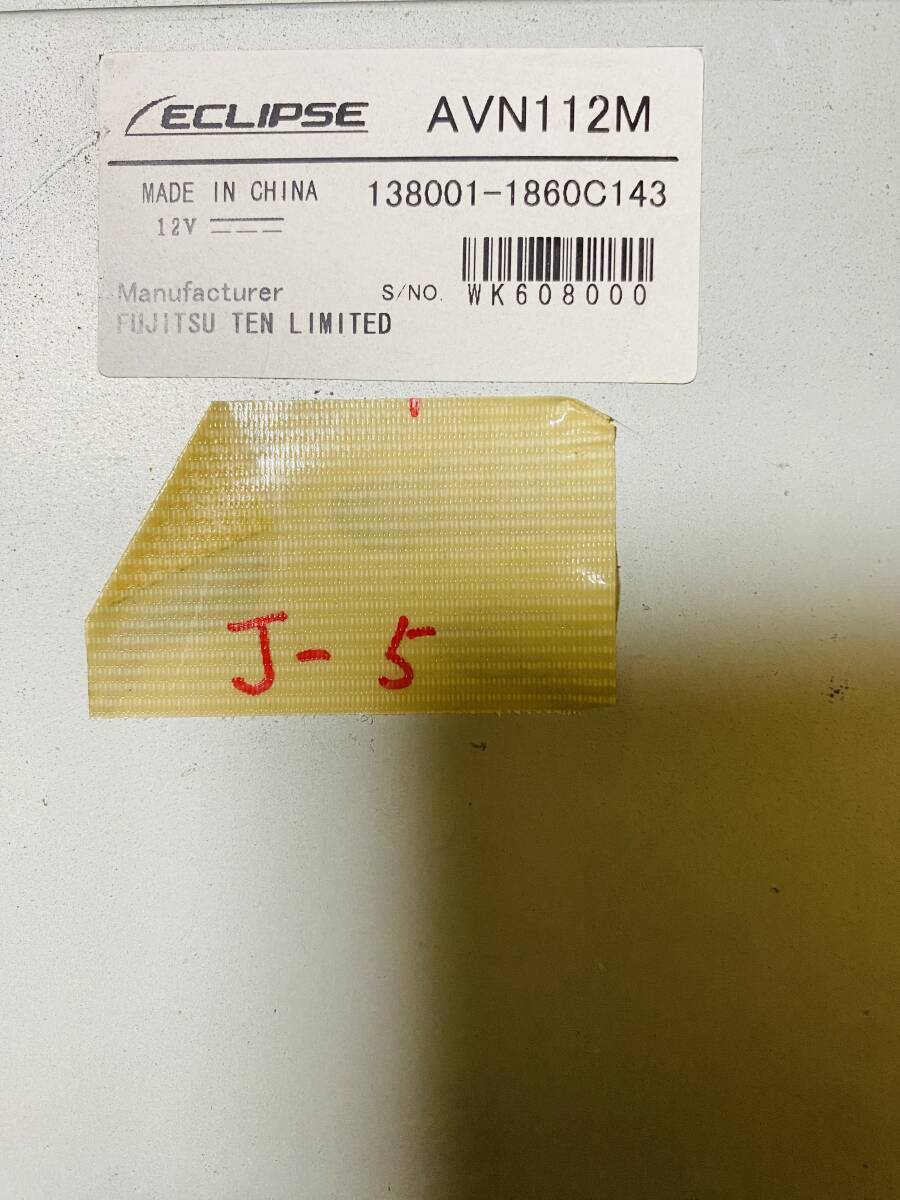 ECLIPSE AVN112M
MADE IN CHINA 138001-1860C143
12V
Manufacturer S/NO. WK608000
FUJITSU TEN LIMITED
J-5